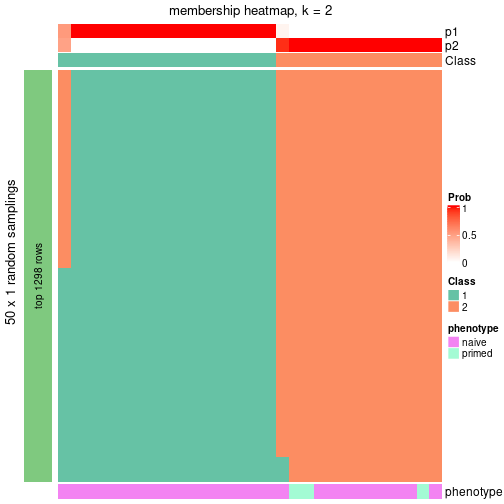 membership heatmap, k = 2
p1
p2
Class
50 x 1 random samplings
top 1298 rows
Prob
1
0.5
0
Class
1
2
phenotype
naive
primed
phenotype